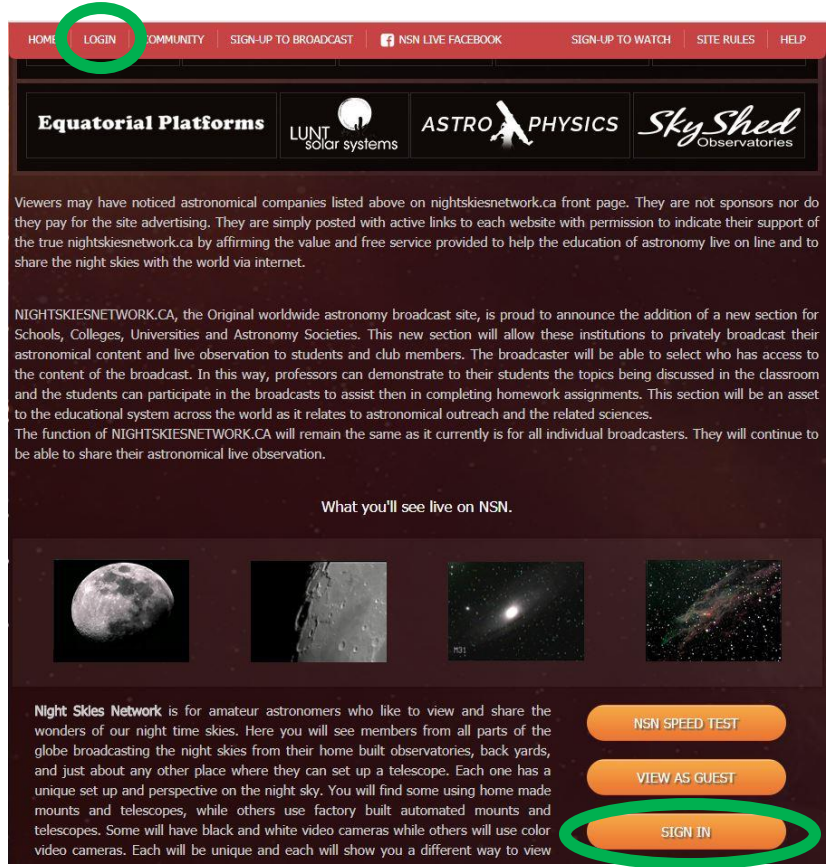 HOME LOGIN COMMUNITY SIGN-UP TO BROADCAST f NSN LIVE FACEBOOK SIGN-UP TO WATCH SITE RULES HELP
Equatorial Platforms LUNT solar systems ASTRO PHYSICS SkyShed Observatories
Viewers may have noticed astronomical companies listed above on nightskiesnetwork.ca front page. They are not sponsors nor do
they pay for the site advertising. They are simply posted with active links to each website with permission to indicate their support of
the true nightskiesnetwork.ca by affirming the value and free service provided to help the education of astronomy live on line and to
share the night skies with the world via internet.
NIGHTSKIESNETWORK.CA, the Original worldwide astronomy broadcast site, is proud to announce the addition of a new section for
Schools, Colleges, Universities and Astronomy Societies. This new section will allow these institutions to privately broadcast their
astronomical content and live observation to students and club members. The broadcaster will be able to select who has access to
the content of the broadcast. In this way, professors can demonstrate to their students the topics being discussed in the classroom
and the students can participate in the broadcasts to assist then in completing homework assignments. This section will be an asset
to the educational system across the world as it relates to astronomical outreach and the related sciences.
The function of NIGHTSKIESNETWORK.CA will remain the same as it currently is for all individual broadcasters. They will continue to
be able to share their astronomical live observation.
What you'll see live on NSN.
M31
Night Skies Network is for amateur astronomers who like to view and share the
wonders of our night time skies. Here you will see members from all parts of the
globe broadcasting the night skies from their home built observatories, back yards,
and just about any other place where they can set up a telescope. Each one has a
unique set up and perspective on the night sky. You will find some using home made
mounts and telescopes, while others use factory built automated mounts and
telescopes. Some will have black and white video cameras while others will use color
video cameras. Each will be unique and each will show you a different way to view
NSN SPEED TEST
VIEW AS GUEST
SIGN IN